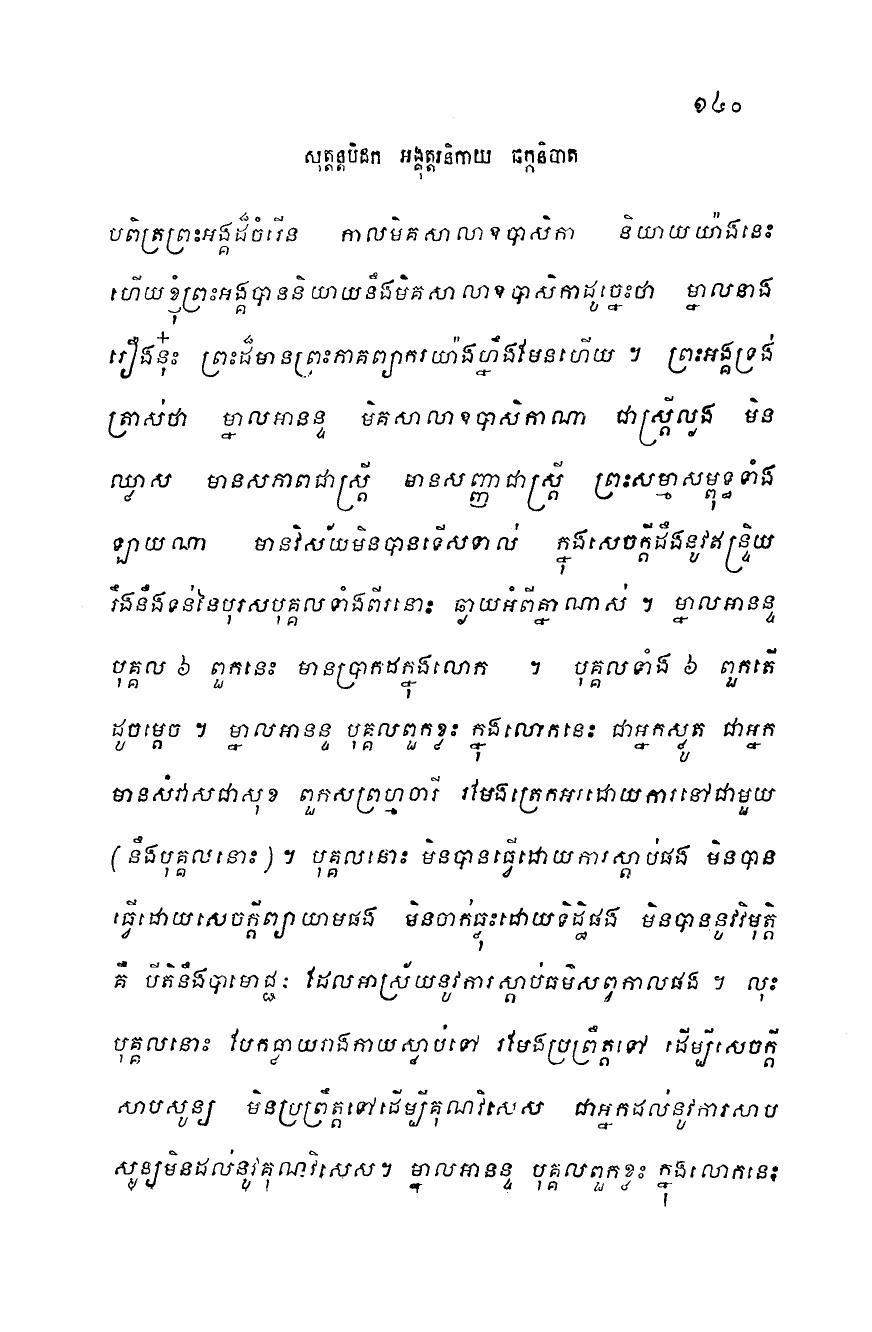 ១៤០
សុត្តន្តបិដក អង្គុត្តរនិកាយ ឆក្កនិបាត
បពិត្រព្រះអង្គដ៏ចំរើន កាលមិគសាលាឧបាសិកា និយាយយ៉ាងនេះ
ហើយខ្ញុំព្រះអង្គបាននិយាយនឹងមិគសាលាឧបាសិកាដូច្នេះថា ម្នាលនាង
រឿងនុ៎ះ ព្រះដ៏មានព្រះភាគព្យាករយ៉ាងហ្នឹងមែនហើយ ។ ព្រះអង្គទ្រង់
ត្រាស់ថា ម្នាលអានន្ទ មិគសាលាឧបាសិកាណា ជាស្ត្រីល្ងង់ មិន
ឈ្លាស មានសភាពជាស្ត្រី មានសញ្ញាជាស្ត្រី ព្រះសម្មាសម្ពុទ្ធទាំង
ឡាយណា មានវិស័យមិនបានទើសទាល់ ក្នុងសេចក្តីដឹងនូវឥន្ទ្រិយ
រឹងនឹងទន់នៃបុរសបុគ្គលទាំងពីរនោះ ឆ្ងាយអំពីគ្នាណាស់ ។ ម្នាលអានន្ទ
បុគ្គល ៦ ពួកនេះ មានប្រាកដក្នុងលោក ។ បុគ្គលទាំង ៦ ពួកតើ
ដូចម្តេច ។ ម្នាលអានន្ទ បុគ្គលពួកខ្លះ ក្នុងលោកនេះ ជាអ្នកស្លូត ជាអ្នក
មានសំវាសជាសុខ ពួកសព្រហ្មចារី រមែងត្រេកអរដោយការនៅជាមួយ
(នឹងបុគ្គលនោះ) ។ បុគ្គលនោះ មិនបានធ្វើដោយការស្តាប់ផង មិនបាន
ធ្វើដោយសេចក្តីព្យាយាមផង មិនចាក់ធ្លុះដោយទិដ្ឋិផង មិនបាននូវវិមុត្តិ
គឺ បីតិនឹងបាមោជ្ជៈ ដែលអាស្រ័យនូវការស្តាប់ធម៌សព្វកាលផង ។ លុះ
បុគ្គលនោះ បែកធ្លាយរាងកាយស្លាប់ទៅ រមែងប្រព្រឹត្តទៅ ដើម្បីសេចក្តី
សាបសូន្យ មិនប្រព្រឹត្តទៅដើម្បីគុណវិសេស ជាអ្នកដល់នូវការសាប
សូន្យមិនដល់នូវគុណវិសេស។ ម្នាលអានន្ទ បុគ្គលពួកខ្លះ ក្នុងលោកនេះ